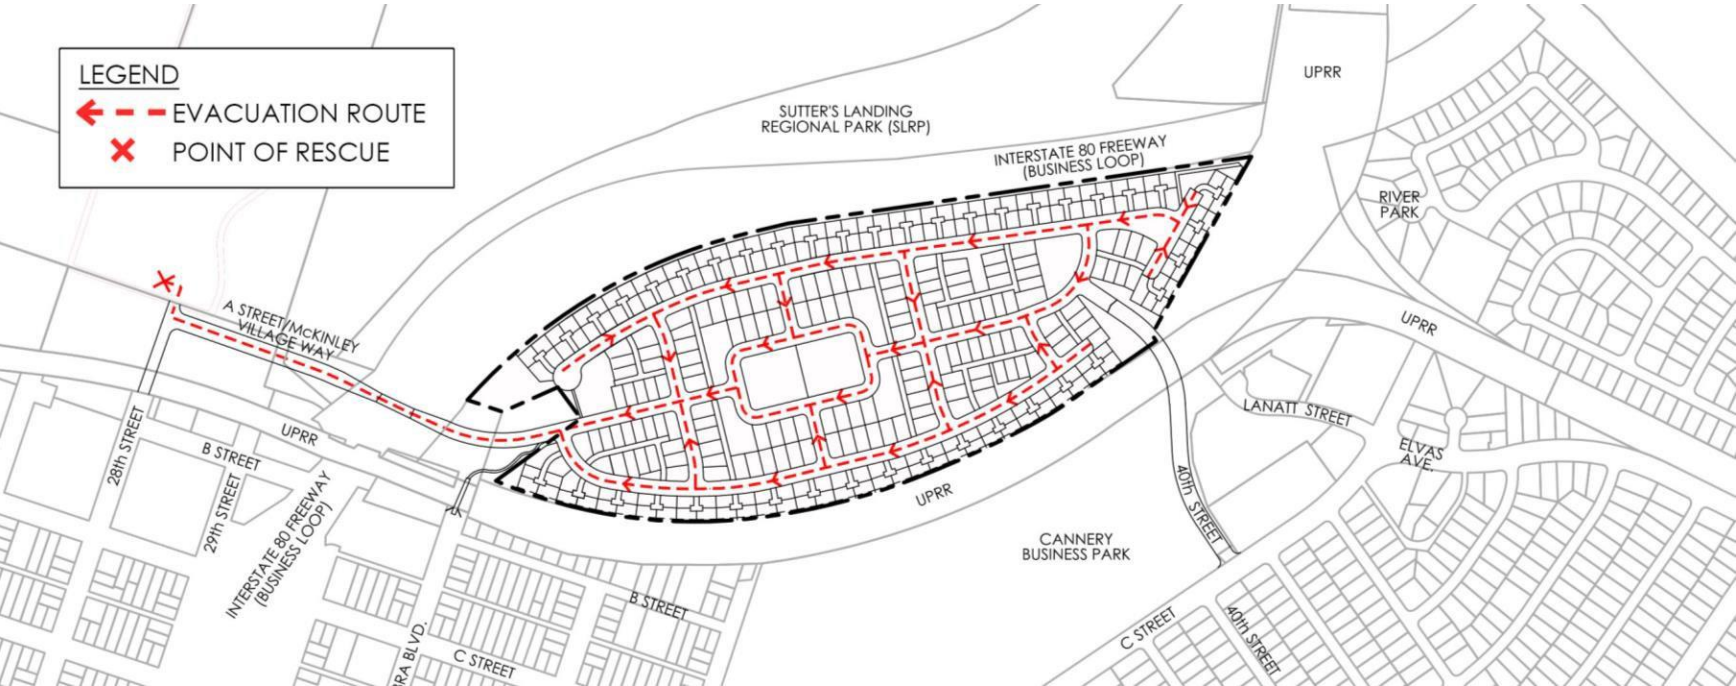 LEGEND
EVACUATION ROUTE
POINT OF RESCUE
SUTTER'S LANDING
REGIONAL PARK (SLRP)
INTERSTATE 80 FREEWAY
(BUSINESS LOOP)
UPRR
RIVER
PARK
A STREET/McKINLEY
VILLAGE WAY
UPRR
28th STREET
B STREET
UPRR
29th STREET
INTERSTATE 80 FREEWAY
(BUSINESS LOOP)
LANATT STREET
ELVAS
AVE.
40th STREET
UPRR
CANNERY
BUSINESS PARK
B STREET
C STREET
40th STREET
C STREET
BRA BLVD.